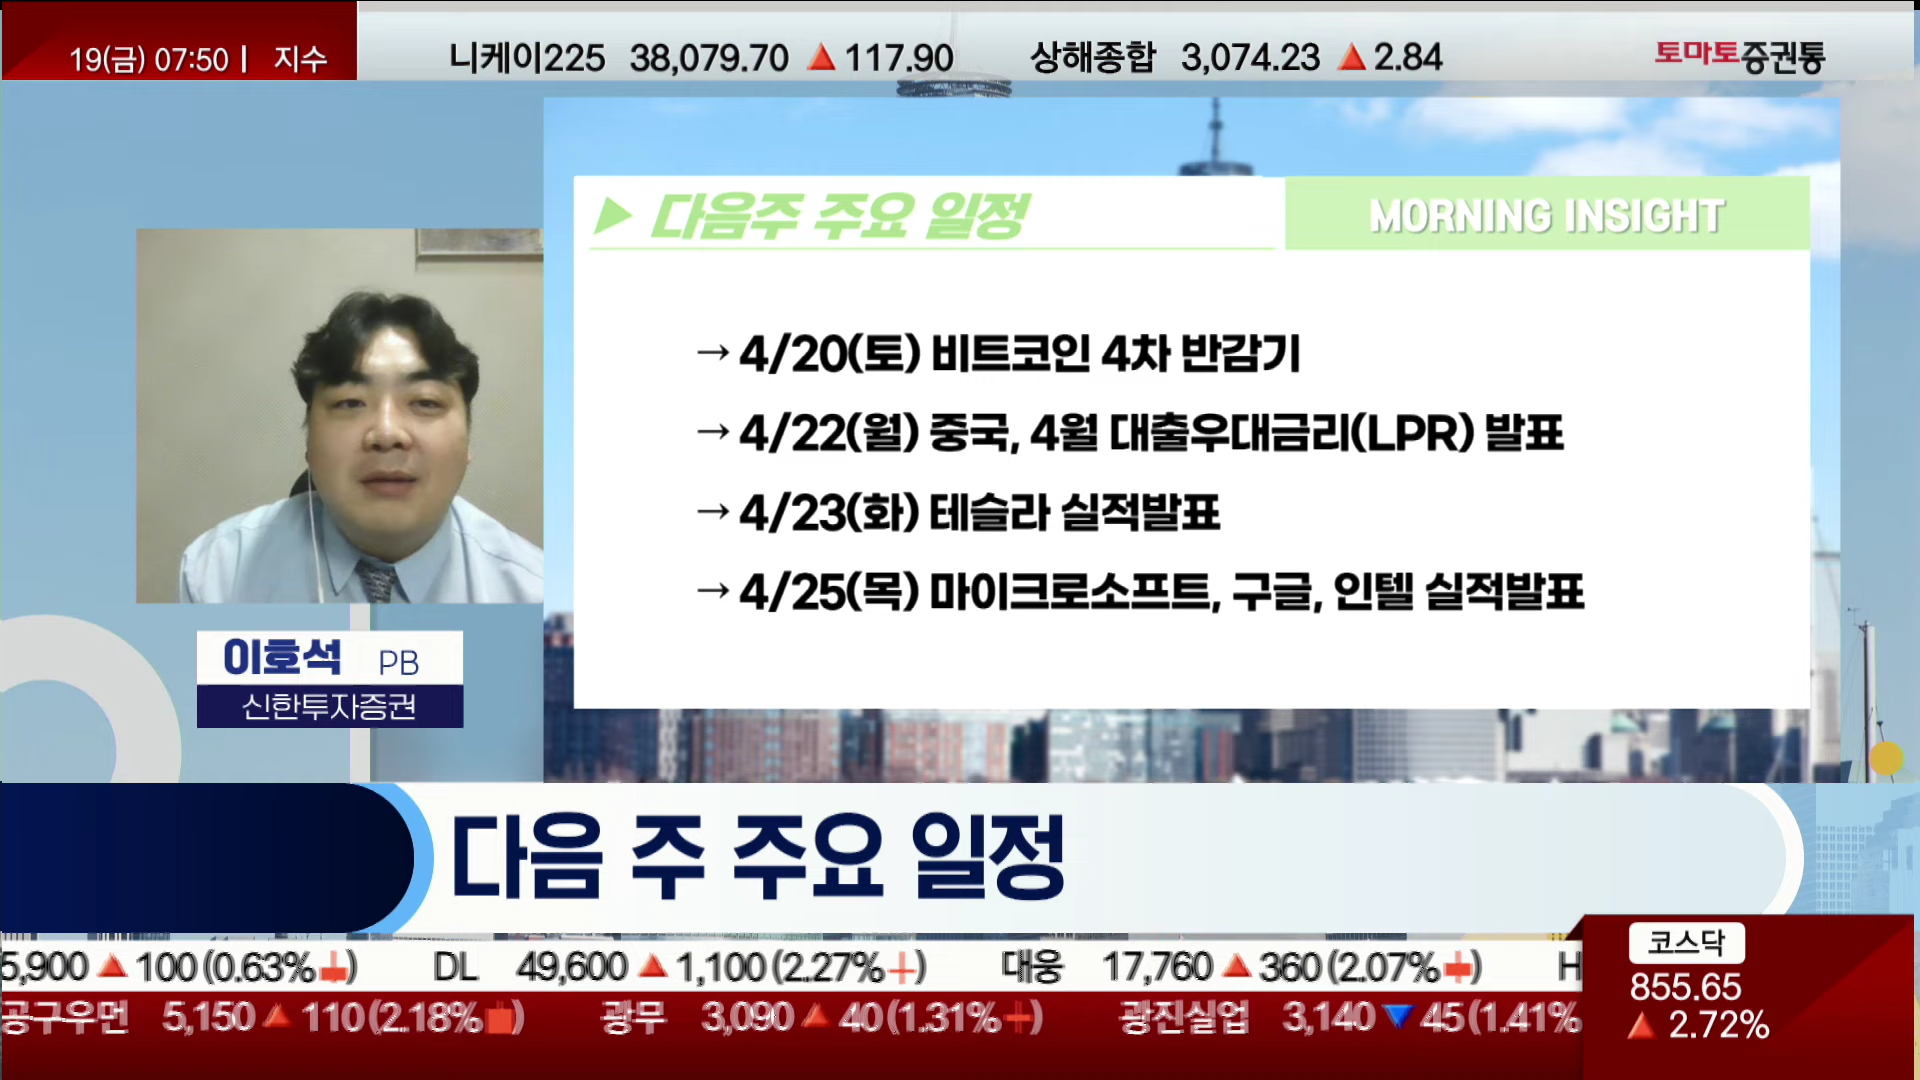 19(금) 07:50 | 지수
니케이225 38,079.70 ▲ 117.90 상해종합 3,074.23 ▲ 2.84
토마토증권통
▶ 다음주 주요 일정
MORNING INSIGHT
→ 4/20(토) 비트코인 4차 반감기
→ 4/22(월) 중국, 4월 대출우대금리(LPR) 발표
→ 4/23(화) 테슬라 실적발표
→ 4/25(목) 마이크로소프트, 구글, 인텔 실적발표
이호석 PB
신한투자증권
다음 주 주요 일정
5,900 ▲ 100 (0.63% ) DL 49,600 ▲ 1,100 (2.27% ) 대웅 17,760 ▲ 360 (2.07% ) H
공구우먼 5,150 ▲ 110 (2.18% ) 광무 3,090 ▲ 40 (1.31% ) 광진실업 3,140 ▼ 45 (1.41%
코스닥
855.65
▲ 2.72%